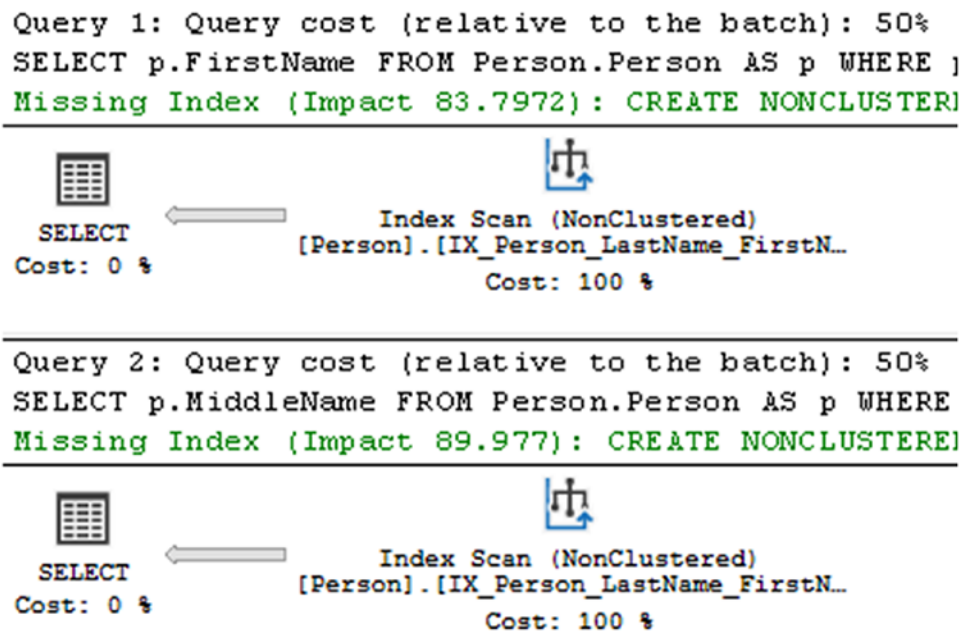 Query 1: Query cost (relative to the batch): 50%
SELECT p.FirstName FROM Person.Person AS p WHERE
Missing Index (Impact 83.7972): CREATE NONCLUSTER
SELECT
Cost: 0 %
Index Scan (NonClustered)
[Person].[IX_Person_LastName_FirstN…
Cost: 100 %
Query 2: Query cost (relative to the batch): 50%
SELECT p.MiddleName FROM Person.Person AS p WHERE
Missing Index (Impact 89.977): CREATE NONCLUSTERE
SELECT
Cost: 0 %
Index Scan (NonClustered)
[Person].[IX_Person_LastName_FirstN…
Cost: 100 %